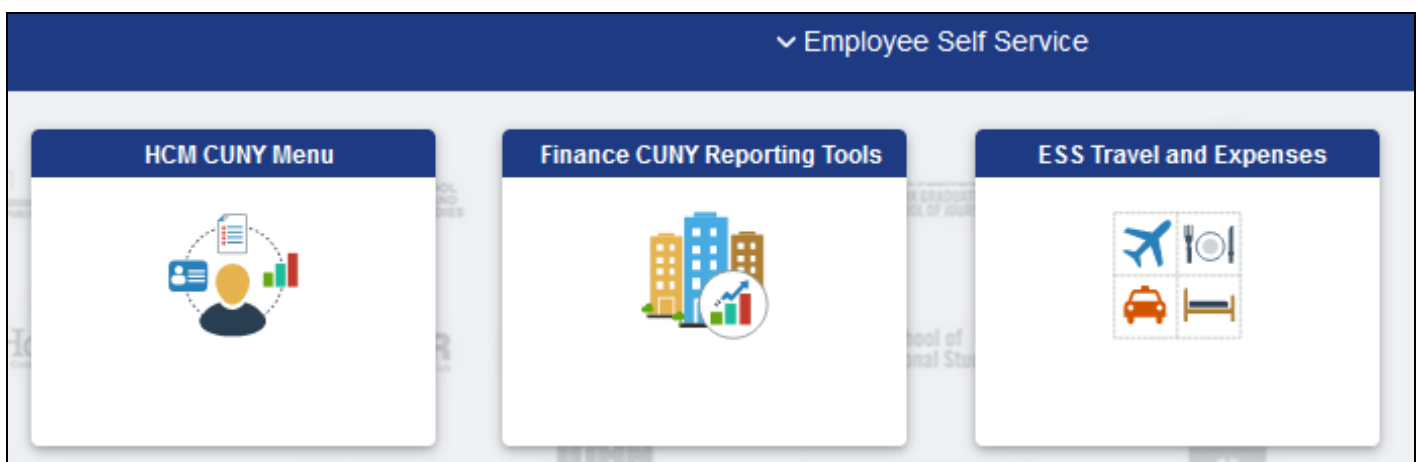 Employee Self Service
HCM CUNY Menu
Finance CUNY Reporting Tools
ESS Travel and Expenses